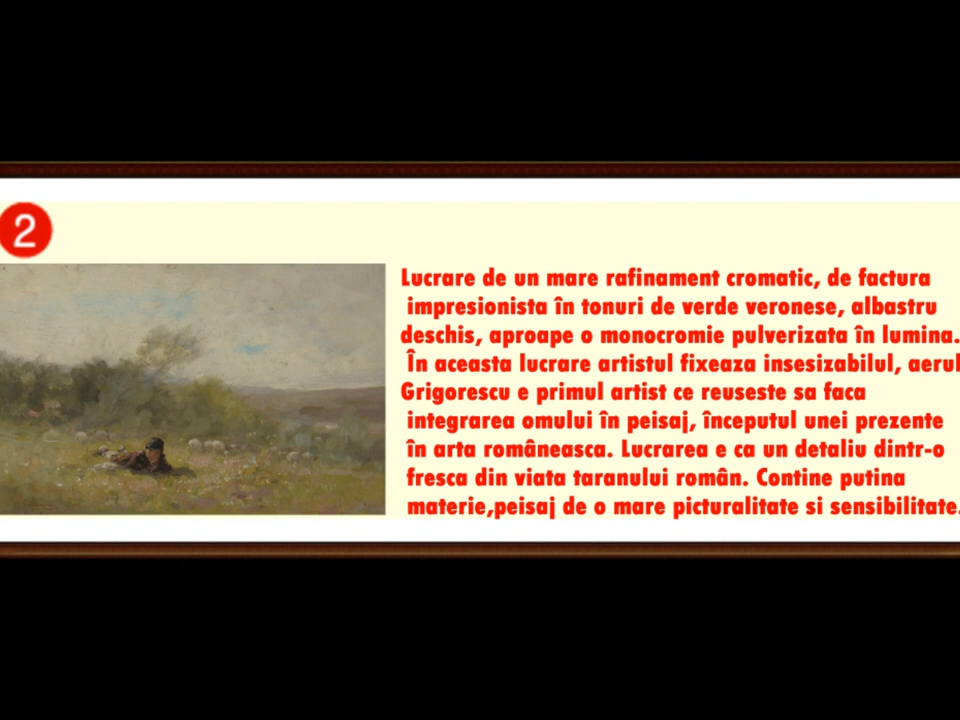 2
Lucrare de un mare rafinament cromatic, de factura
impresionista în tonuri de verde veronese, albastru
deschis, aproape o monocromie pulverizata în lumina.
În aceasta lucrare artistul fixeaza insesizabilul, aerul
Grigorescu e primul artist ce reuseste sa faca
integrarea omului în peisaj, începutul unei prezente
în arta româneasca. Lucrarea e ca un detaliu dintr-o
fresca din viata taranului român. Contine putina
materie,peisaj de o mare picturalitate si sensibilitate.